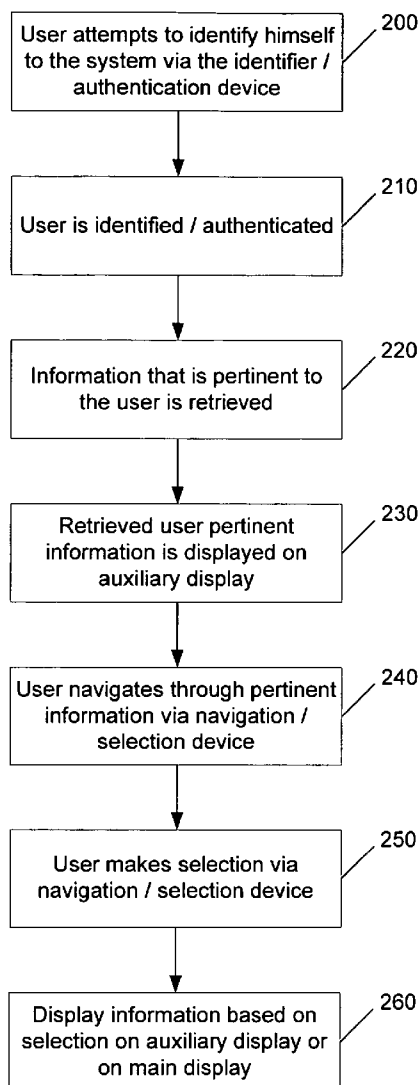 User attempts to identify himself
to the system via the identifier /
authentication device
200
User is identified / authenticated
210
Information that is pertinent to
the user is retrieved
220
Retrieved user pertinent
information is displayed on
auxiliary display
230
User navigates through pertinent
information via navigation /
selection device
240
User makes selection via
navigation / selection device
250
Display information based on
selection on auxiliary display or
on main display
260